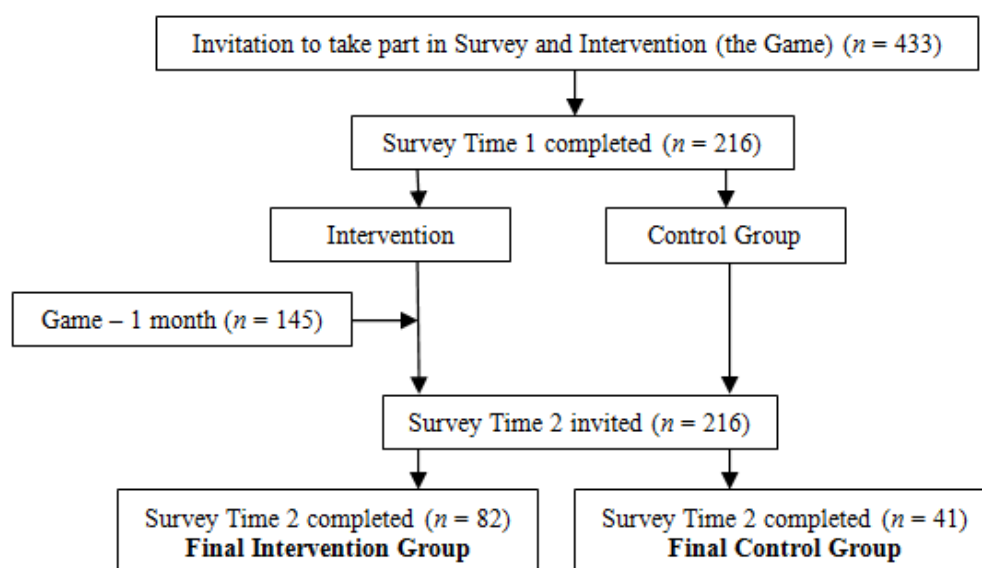 Invitation to take part in Survey and Intervention (the Game) (n = 433)
Survey Time 1 completed (n = 216)
Intervention
Control Group
Game – 1 month (n = 145)
Survey Time 2 invited (n = 216)
Survey Time 2 completed (n = 82)
Final Intervention Group
Survey Time 2 completed (n = 41)
Final Control Group